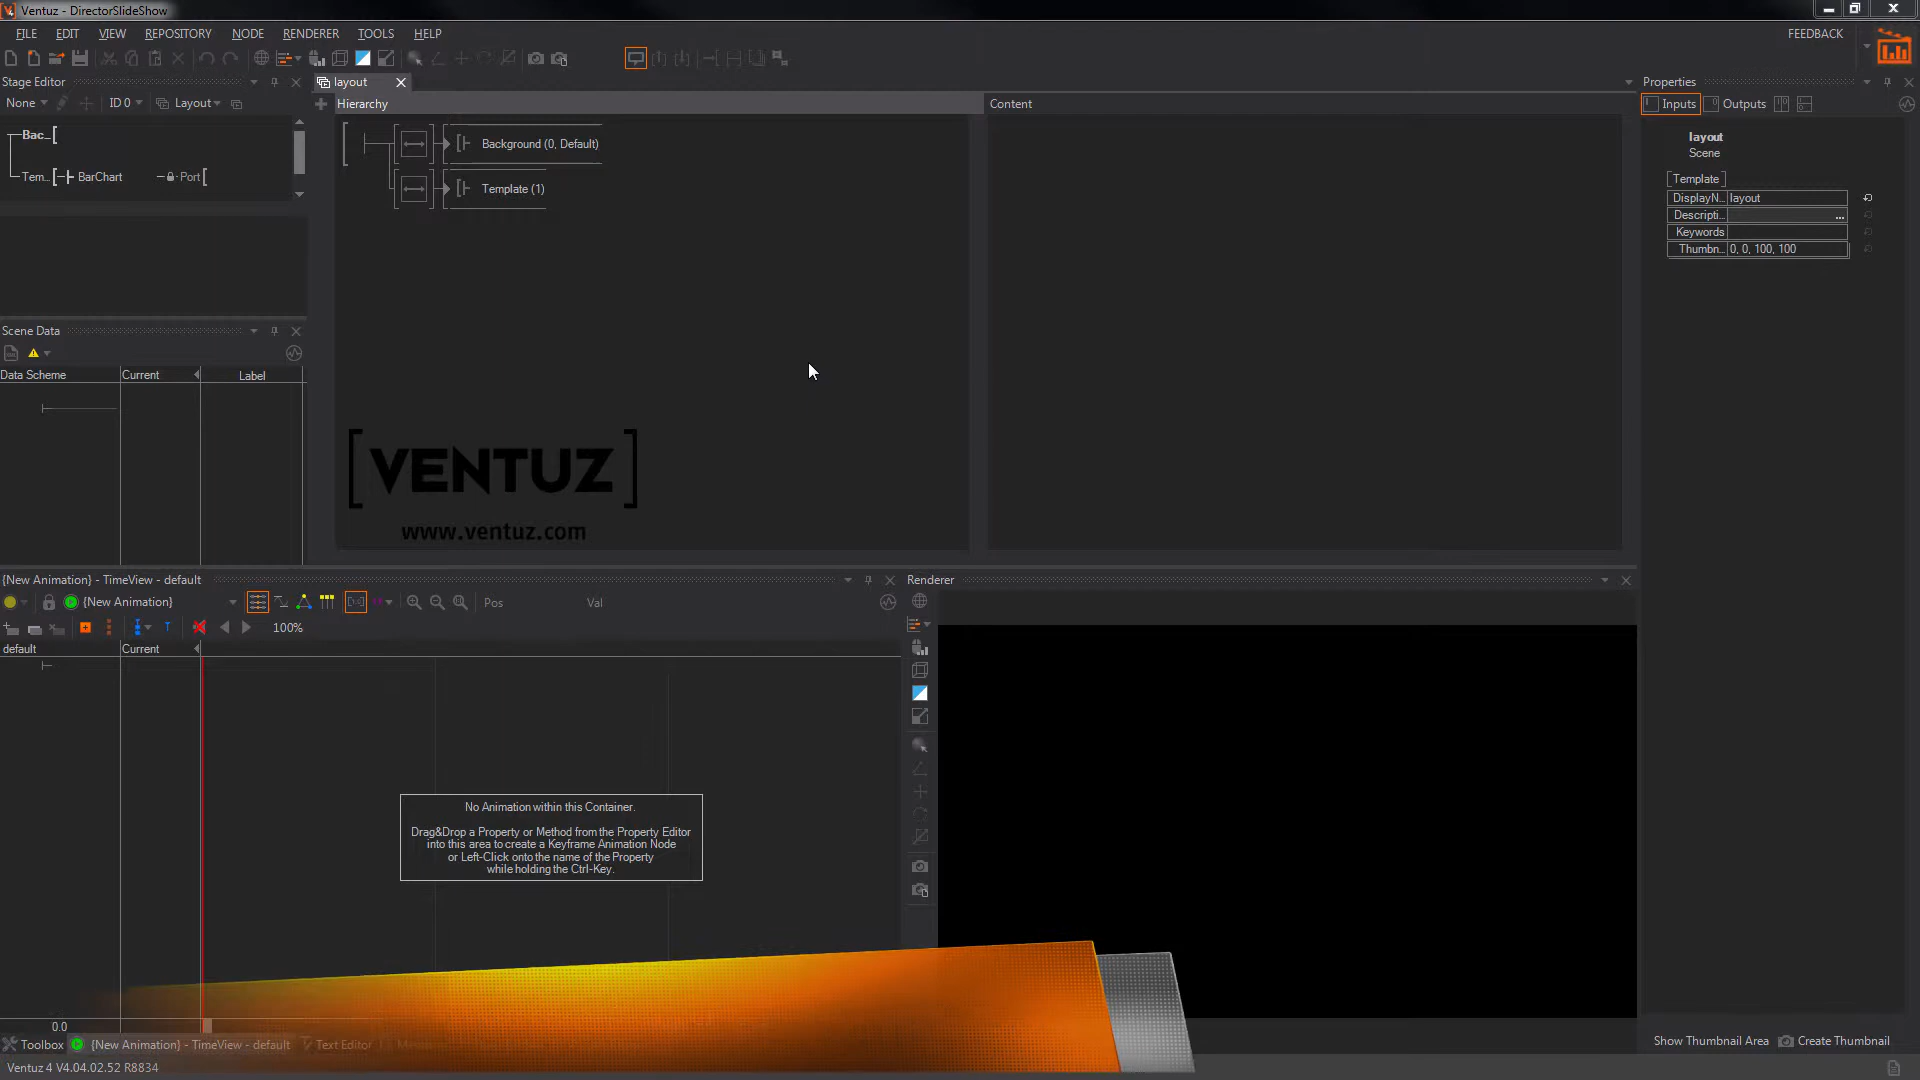 Ventuz - DirectorSlideShow
FILE EDIT VIEW REPOSITORY NODE RENDERER TOOLS HELP
FEEDBACK
Stage Editor
layout
Properties
None
ID 0
Layout
Hierarchy
Content
Inputs
Outputs
Bac...
Background (0, Default)
layout
Scene
Tem...
BarChart
Port
Template (1)
[Template]
DisplayN... layout
Descripti... ...
Keywords
Thumbn... 0, 0, 100, 100
Scene Data
Data Scheme
Current
Label
[VENTUZ]
www.ventuz.com
{New Animation} - TimeView - default
Renderer
{New Animation}
Pos
Val
100%
default
Current
No Animation within this Container.
Drag&Drop a Property or Method from the Property Editor
into this area to create a Keyframe Animation Node
or Left-Click onto the name of the Property
while holding the Ctrl-Key.
0.0
Toolbox
{New Animation} - TimeView - default
Text Editor
Show Thumbnail Area
Create Thumbnail
Ventuz 4 V4.04.02.52 R8834